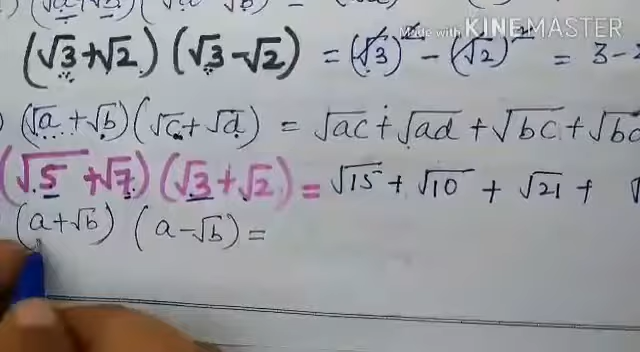 Made with KINEMASTER
(√3+√2) (√3-√2) = (√3)² - (√2)² = 3-
(√a + √b) (√c + √d) = √ac + √ad + √bc + √bd
(√5 + √7) (√3 + √2) = √15 + √10 + √21 +
(a+√b) (a-√b) =